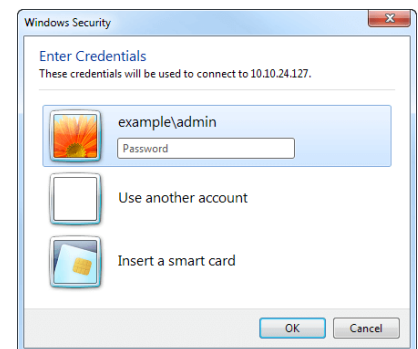 Windows Security
Enter Credentials
These credentials will be used to connect to 10.10.24.127.
example\admin
Password
Use another account
Insert a smart card
OK
Cancel